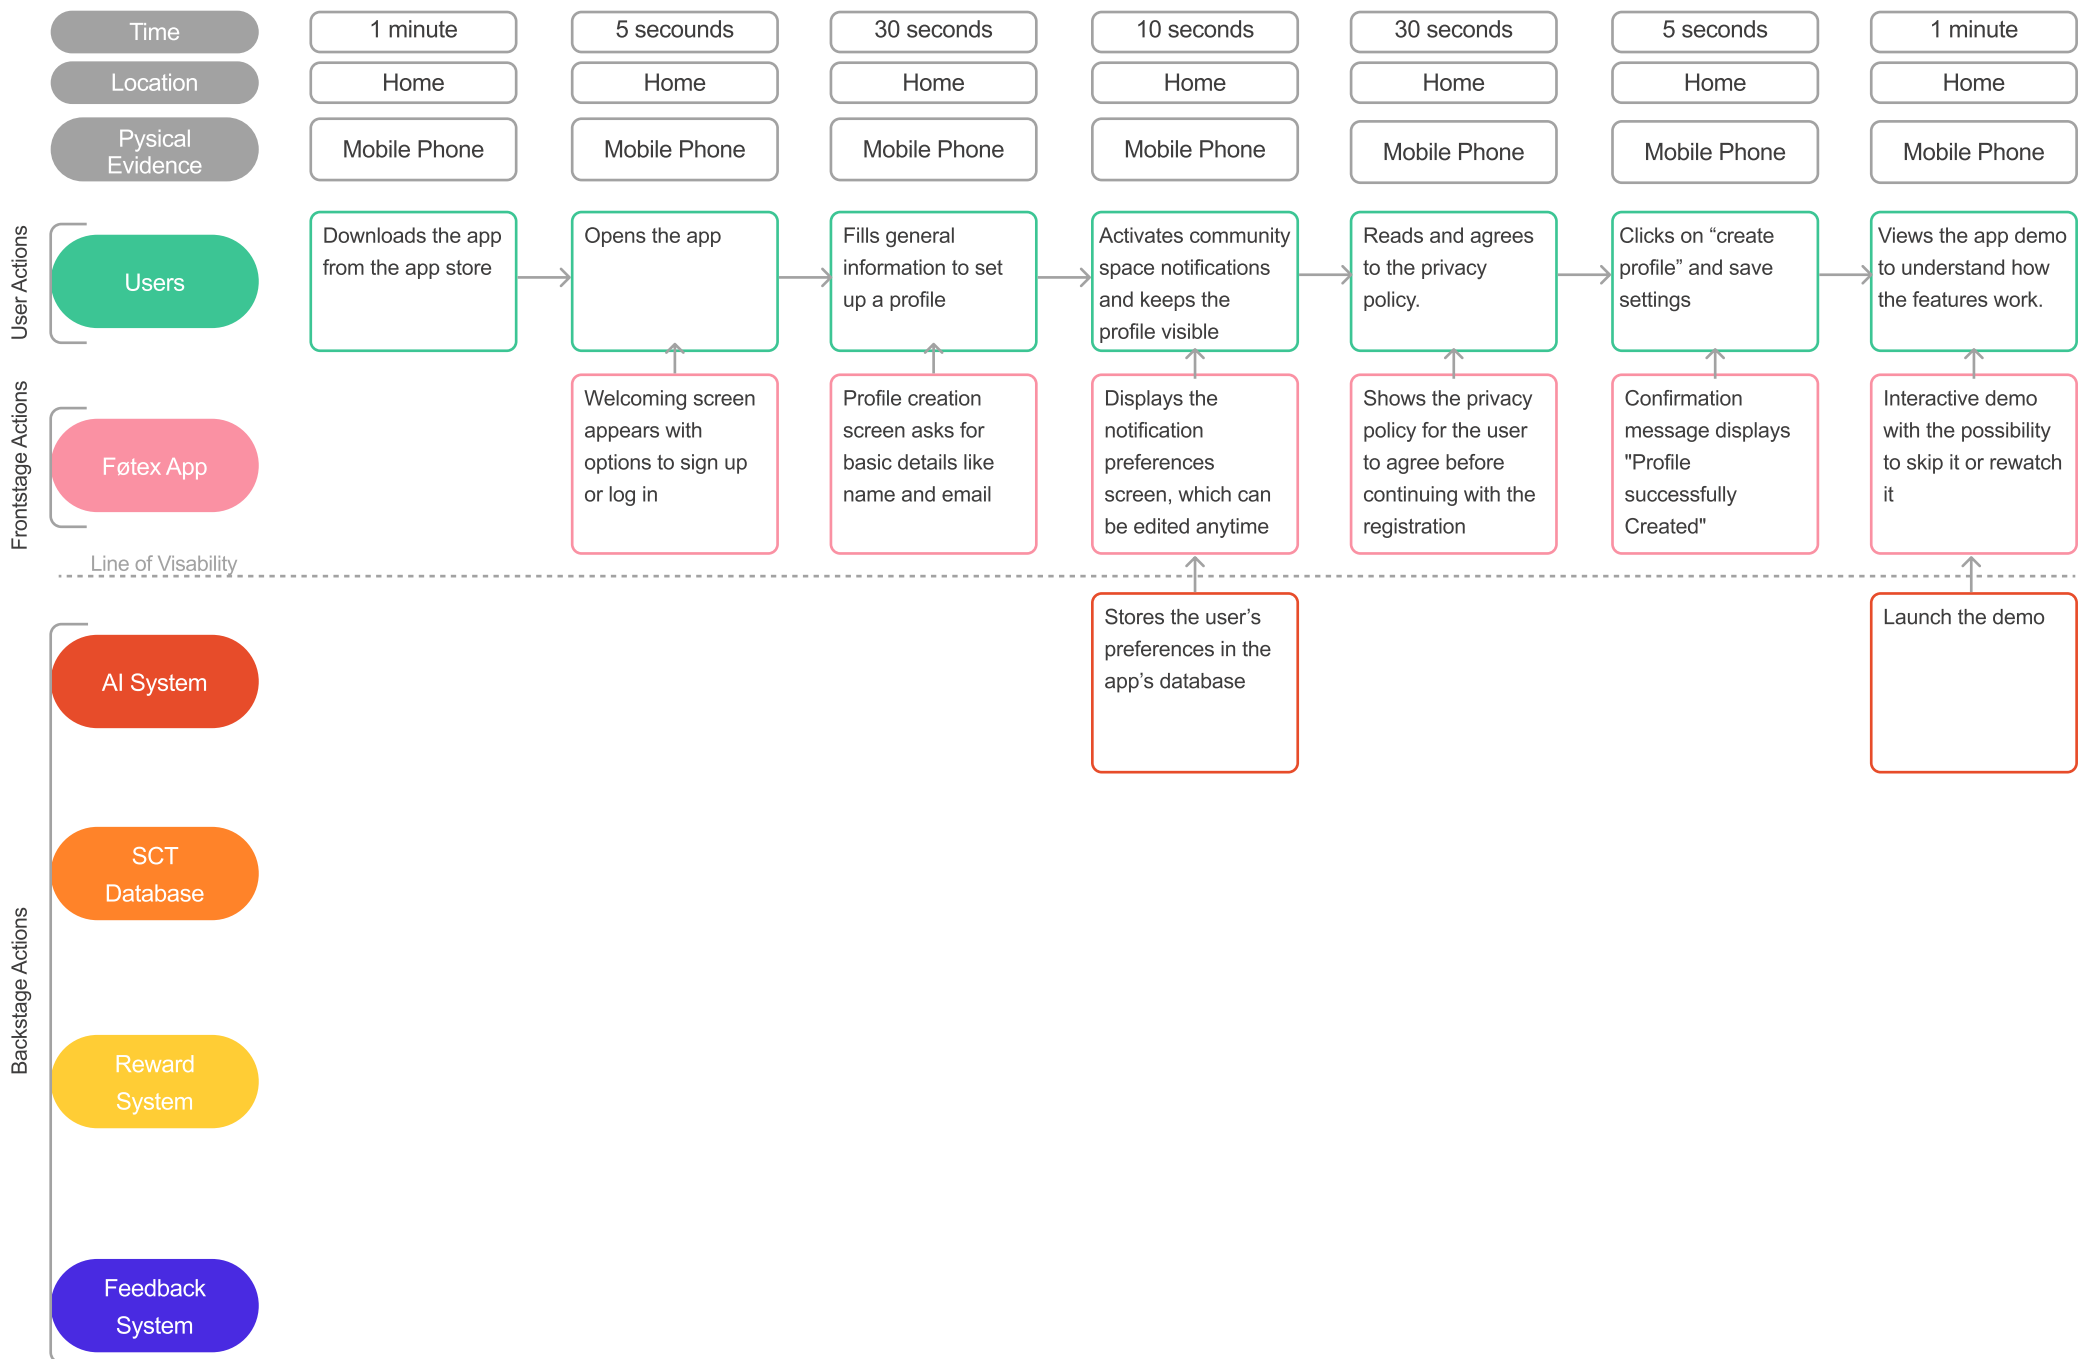 Time
1 minute
5 secounds
30 seconds
10 seconds
30 seconds
5 seconds
1 minute
Location
Home
Home
Home
Home
Home
Home
Home
Pysical
Evidence
Mobile Phone
Mobile Phone
Mobile Phone
Mobile Phone
Mobile Phone
Mobile Phone
Mobile Phone
User Actions
Users
Downloads the app
from the app store
Opens the app
Fills general
information to set
up a profile
Activates community
space notifications
and keeps the
profile visible
Reads and agrees
to the privacy
policy.
Clicks on “create
profile” and save
settings
Views the app demo
to understand how
the features work.
Frontstage Actions
Føtex App
Welcoming screen
appears with
options to sign up
or log in
Profile creation
screen asks for
basic details like
name and email
Displays the
notification
preferences
screen, which can
be edited anytime
Shows the privacy
policy for the user
to agree before
continuing with the
registration
Confirmation
message displays
"Profile
successfully
Created"
Interactive demo
with the possibility
to skip it or rewatch
it
Line of Visability
Backstage Actions
AI System
Stores the user’s
preferences in the
app’s database
Launch the demo
SCT
Database
Reward
System
Feedback
System